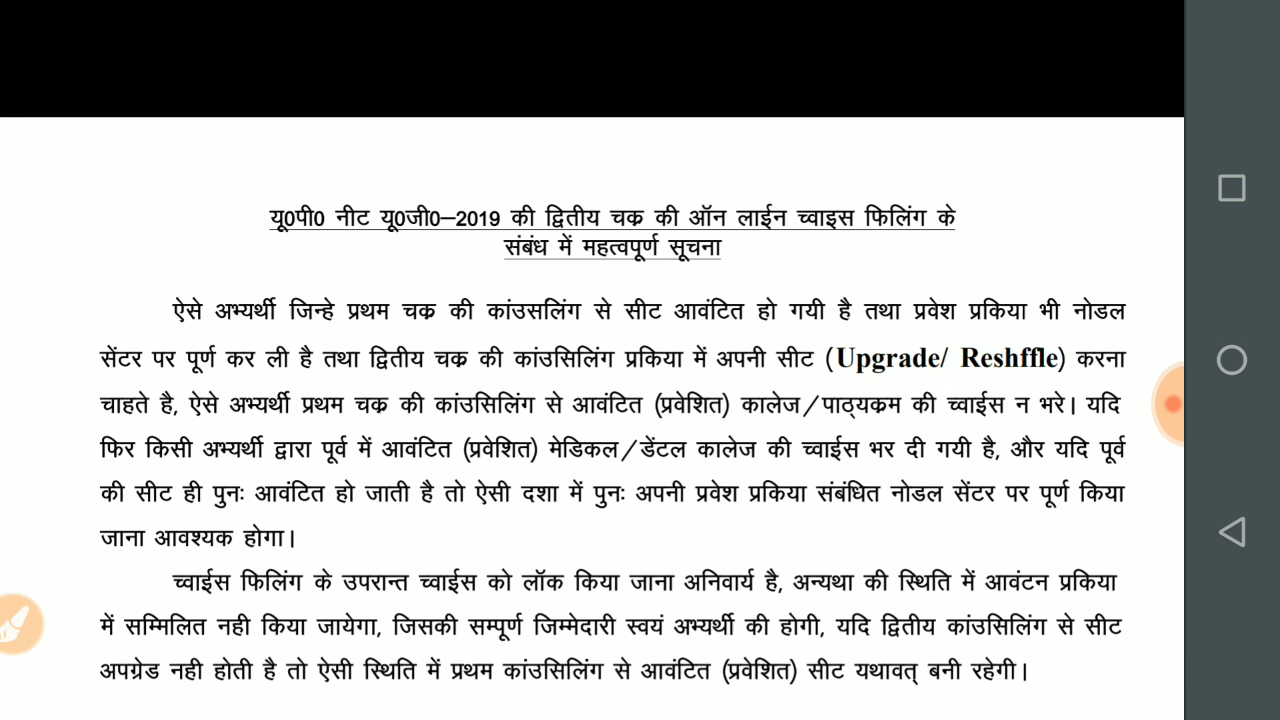 यू0पी0 नीट यू0जी0–2019 की द्वितीय चक्र की ऑन लाईन च्वाइस फिलिंग के
संबंध में महत्वपूर्ण सूचना
ऐसे अभ्यर्थी जिन्हे प्रथम चक्र की कांउसलिंग से सीट आवंटित हो गयी है तथा प्रवेश प्रकिया भी नोडल
सेंटर पर पूर्ण कर ली है तथा द्वितीय चक्र की कांउसिलिंग प्रकिया में अपनी सीट (Upgrade/ Reshffle) करना
चाहते है, ऐसे अभ्यर्थी प्रथम चक्र की कांउसिलिंग से आवंटित (प्रवेशित) कालेज/पाठ्यकम की च्वाईस न भरे। यदि
फिर किसी अभ्यर्थी द्वारा पूर्व में आवंटित (प्रवेशित) मेडिकल/डेंटल कालेज की च्वाईस भर दी गयी है, और यदि पूर्व
की सीट ही पुनः आवंटित हो जाती है तो ऐसी दशा में पुनः अपनी प्रवेश प्रकिया संबंधित नोडल सेंटर पर पूर्ण किया
जाना आवश्यक होगा।
च्वाईस फिलिंग के उपरान्त च्वाईस को लॉक किया जाना अनिवार्य है, अन्यथा की स्थिति में आवंटन प्रकिया
में सम्मिलित नही किया जायेगा, जिसकी सम्पूर्ण जिम्मेदारी स्वयं अभ्यर्थी की होगी, यदि द्वितीय कांउसिलिंग से सीट
अपग्रेड नही होती है तो ऐसी स्थिति में प्रथम कांउसिलिंग से आवंटित (प्रवेशित) सीट यथावत् बनी रहेगी।